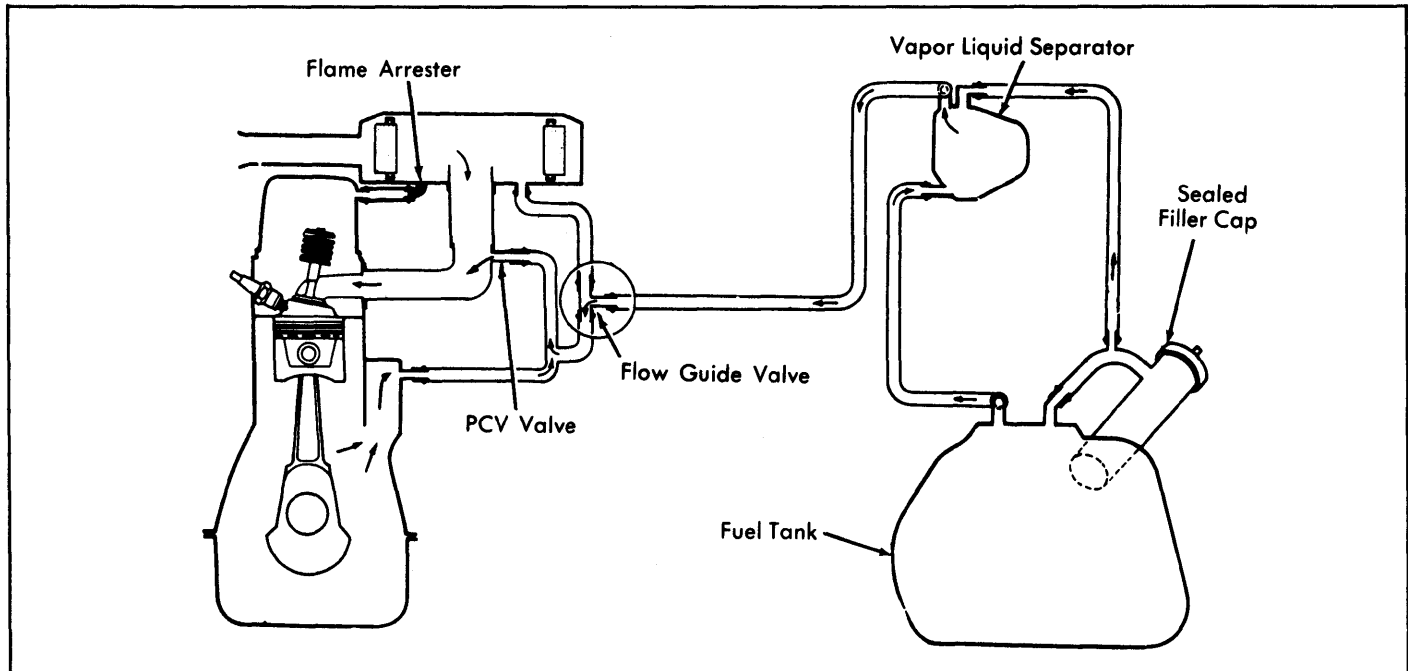 Vapor Liquid Separator
Flame Arrester
Sealed
Filler Cap
Flow Guide Valve
PCV Valve
Fuel Tank